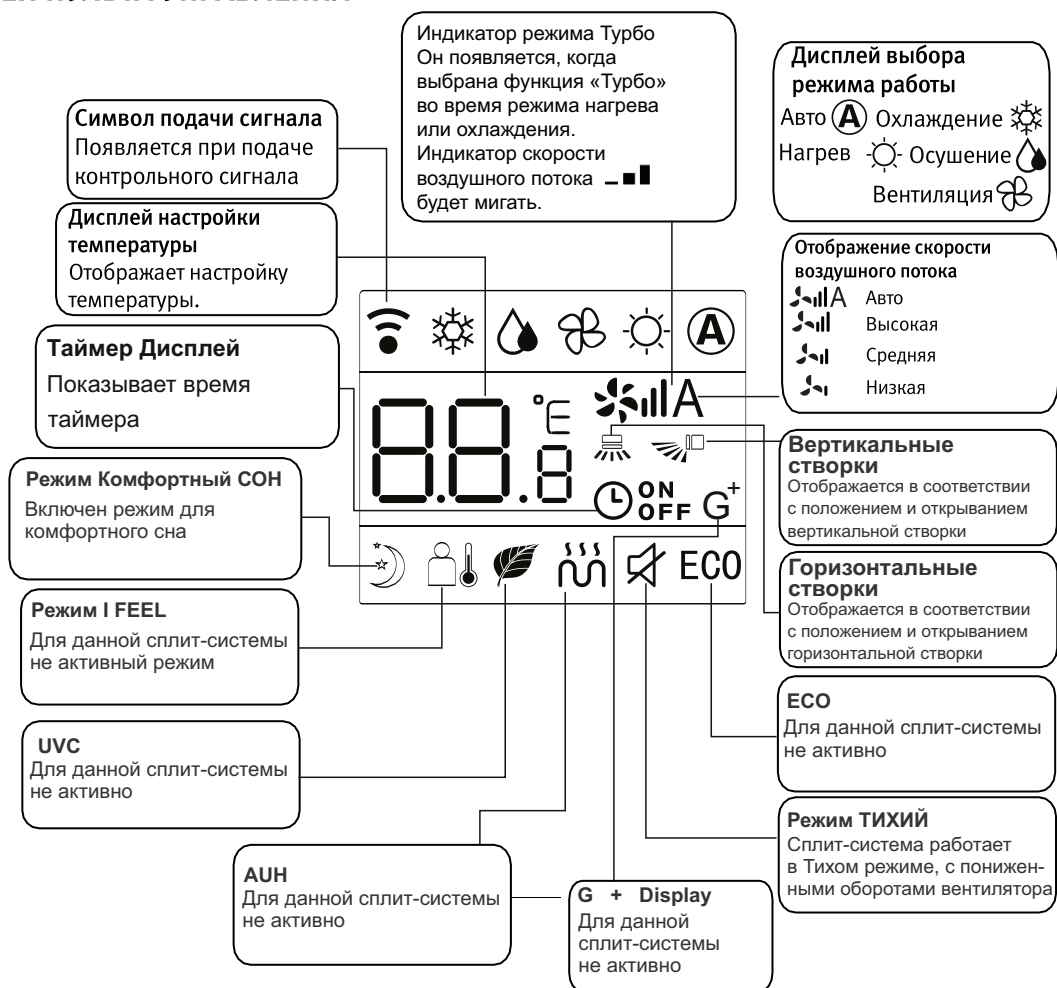 Индикатор режима Турбо
Он появляется, когда
выбрана функция «Турбо»
во время режима нагрева
или охлаждения.
Индикатор скорости
воздушного потока
будет мигать.
Дисплей выбора
режима работы
Авто A Охлаждение
Нагрев Осушение
Вентиляция
Символ подачи сигнала
Появляется при подаче
контрольного сигнала
Дисплей настройки
температуры
Отображает настройку
температуры.
Отображение скорости
воздушного потока
A Авто
Высокая
Средняя
Низкая
Таймер Дисплей
Показывает время
таймера
A
88.8 °E
A
ON
OFF G+
ECO
Режим Комфортный СОН
Включен режим для
комфортного сна
Вертикальные
створки
Отображается в соответствии
с положением и открыванием
вертикальной створки
Горизонтальные
створки
Отображается в соответствии
с положением и открыванием
горизонтальной створки
Режим I FEEL
Для данной сплит-системы
не активный режим
ECO
Для данной сплит-системы
не активно
UVC
Для данной сплит-системы
не активно
Режим ТИХИЙ
Сплит-система работает
в Тихом режиме, с понижен-
ными оборотами вентилятора
AUH
Для данной сплит-системы
не активно
G + Display
Для данной
сплит-системы
не активно